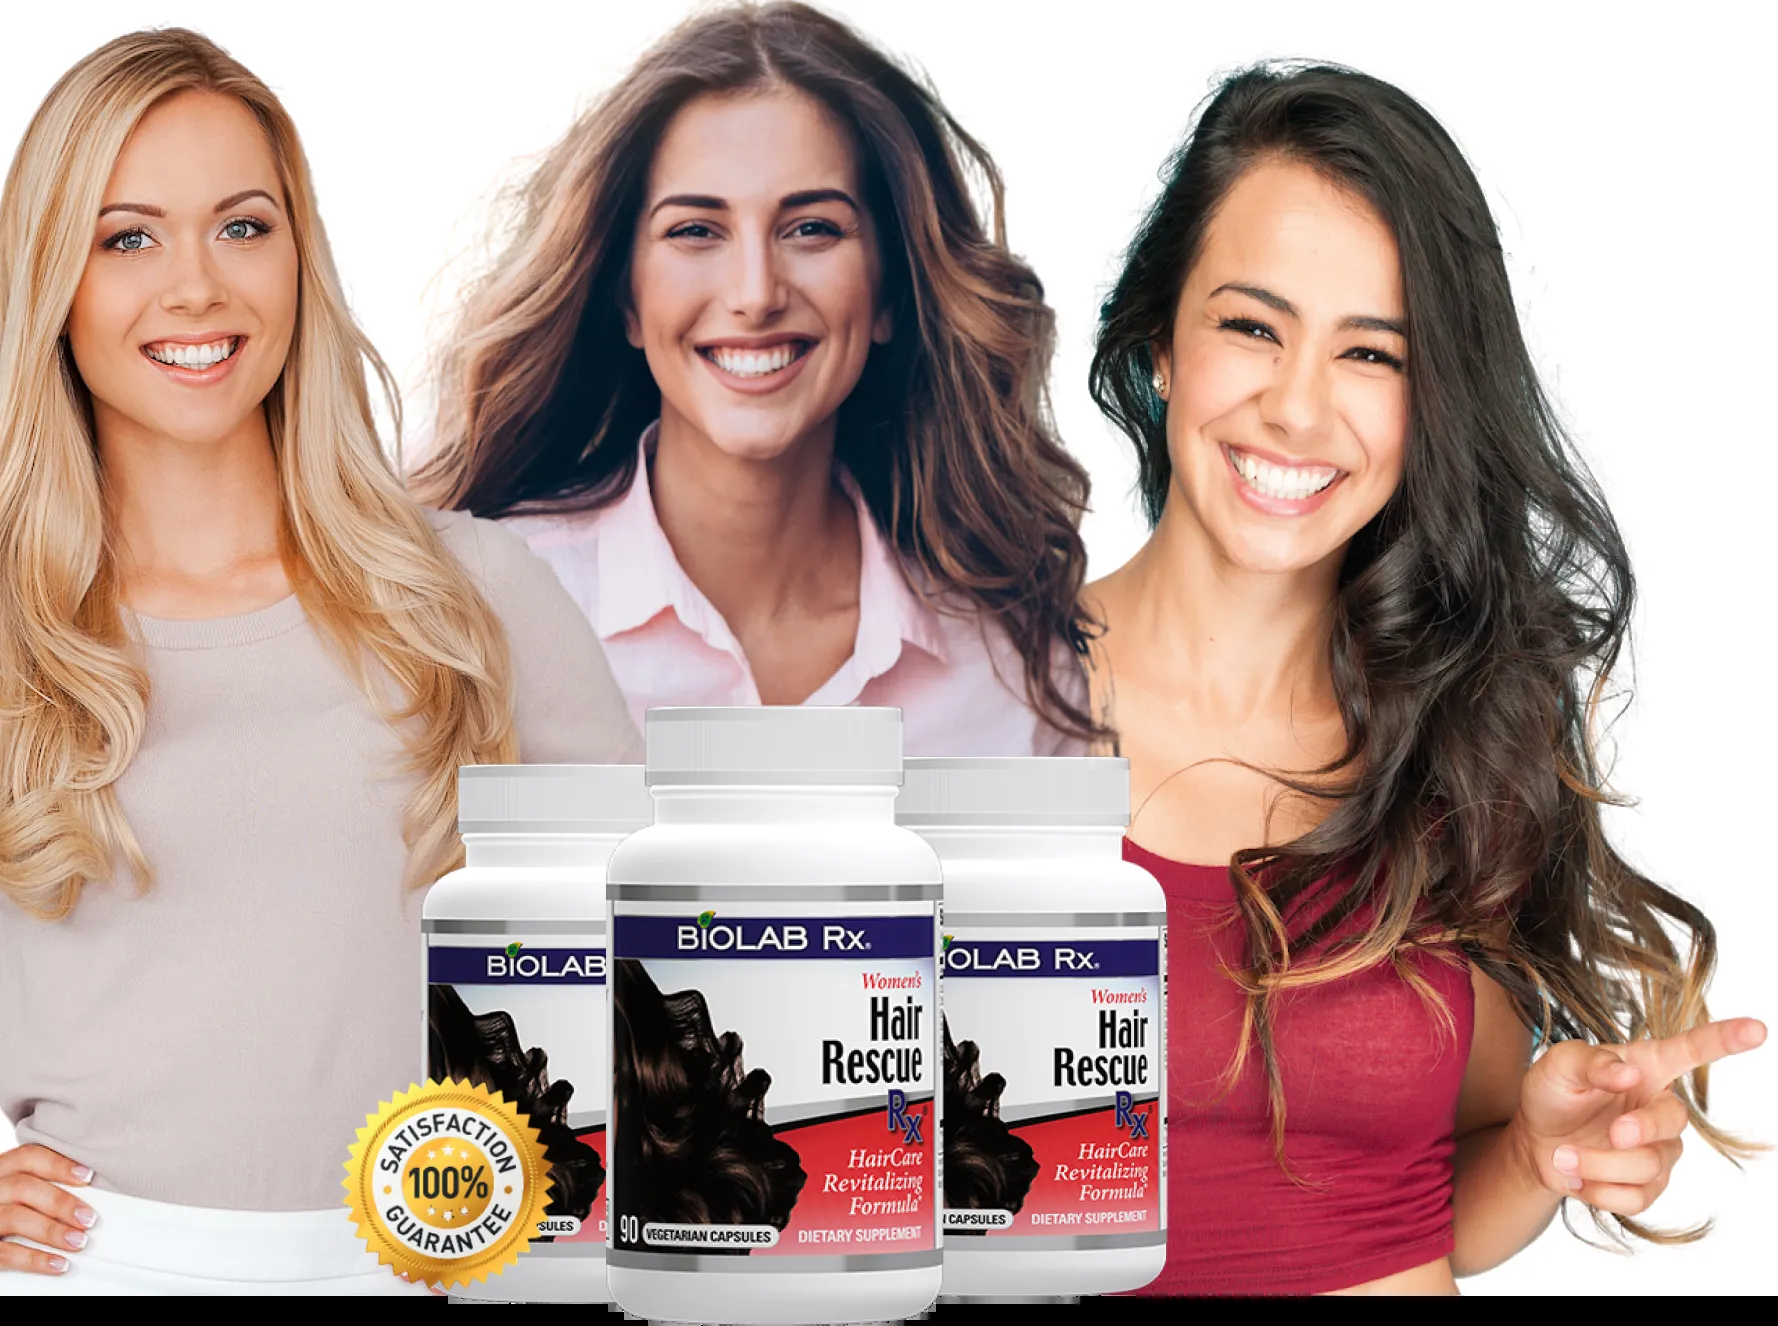 BiOLAB Rx®
Women's
Hair
Rescue
Rx®
HairCare
Revitalizing
Formula*
90 VEGETARIAN CAPSULES
DIETARY SUPPLEMENT
BiOLAB
OLAB Rx®
Women's
Hair
Rescue
Rx®
HairCare
Revitalizing
Formula*
CAPSULES
DIETARY SUPPLEMENT
SATISFACTION
100%
GUARANTEE